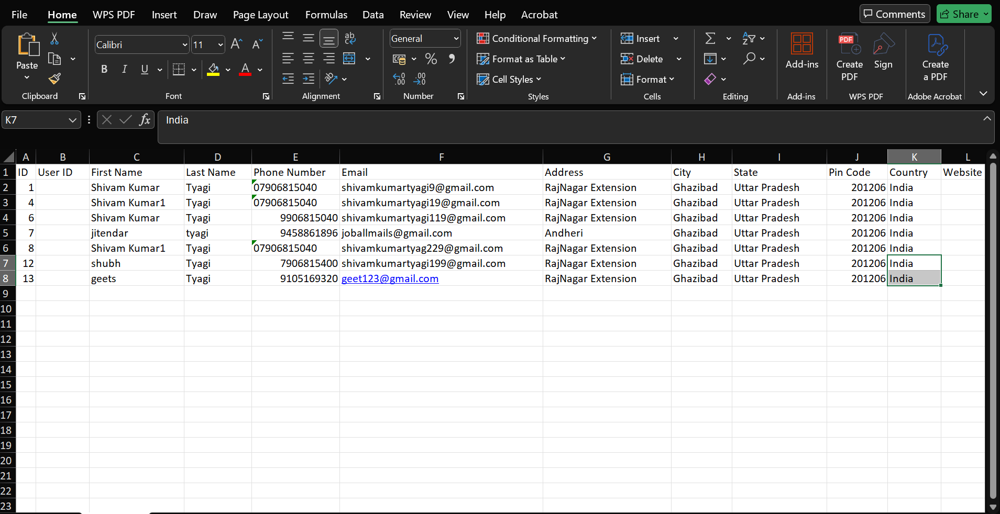 File Home WPS PDF Insert Draw Page Layout Formulas Data Review View Help Acrobat Comments Share
Paste
Clipboard
Calibri 11
B I U A
Font
ab
c
Alignment
General
% 9
.00 .00
Number
Conditional Formatting
Format as Table
Cell Styles
Styles
Insert
Delete
Format
Cells
Editing
Add-ins
Add-ins
PDF
Create PDF
Sign
WPS PDF
Create a PDF
Adobe Acrobat
K7 fx India
A B C D E F G H I J K L
1 ID User ID First Name Last Name Phone Number Email Address City State Pin Code Country Website
2 1 Shivam Kumar Tyagi 07906815040 shivamkumartyagi9@gmail.com RajNagar Extension Ghazibad Uttar Pradesh 201206 India
3 4 Shivam Kumar1 Tyagi 07906815040 shivamkumartyagi19@gmail.com RajNagar Extension Ghazibad Uttar Pradesh 201206 India
4 6 Shivam Kumar Tyagi 9906815040 shivamkumartyagi119@gmail.com RajNagar Extension Ghazibad Uttar Pradesh 201206 India
5 7 jitendar tyagi 9458861896 joballmails@gmail.com Andheri Ghazibad Uttar Pradesh 201206 India
6 8 Shivam Kumar1 Tyagi 07906815040 shivamkumartyag229@gmail.com RajNagar Extension Ghazibad Uttar Pradesh 201206 India
7 12 shubh Tyagi 7906815400 shivamkumartyagi199@gmail.com RajNagar Extension Ghazibad Uttar Pradesh 201206 India
8 13 geets Tyagi 9105169320 geet123@gmail.com RajNagar Extension Ghazibad Uttar Pradesh 201206 India
9
10
11
12
13
14
15
16
17
18
19
20
21
22
23